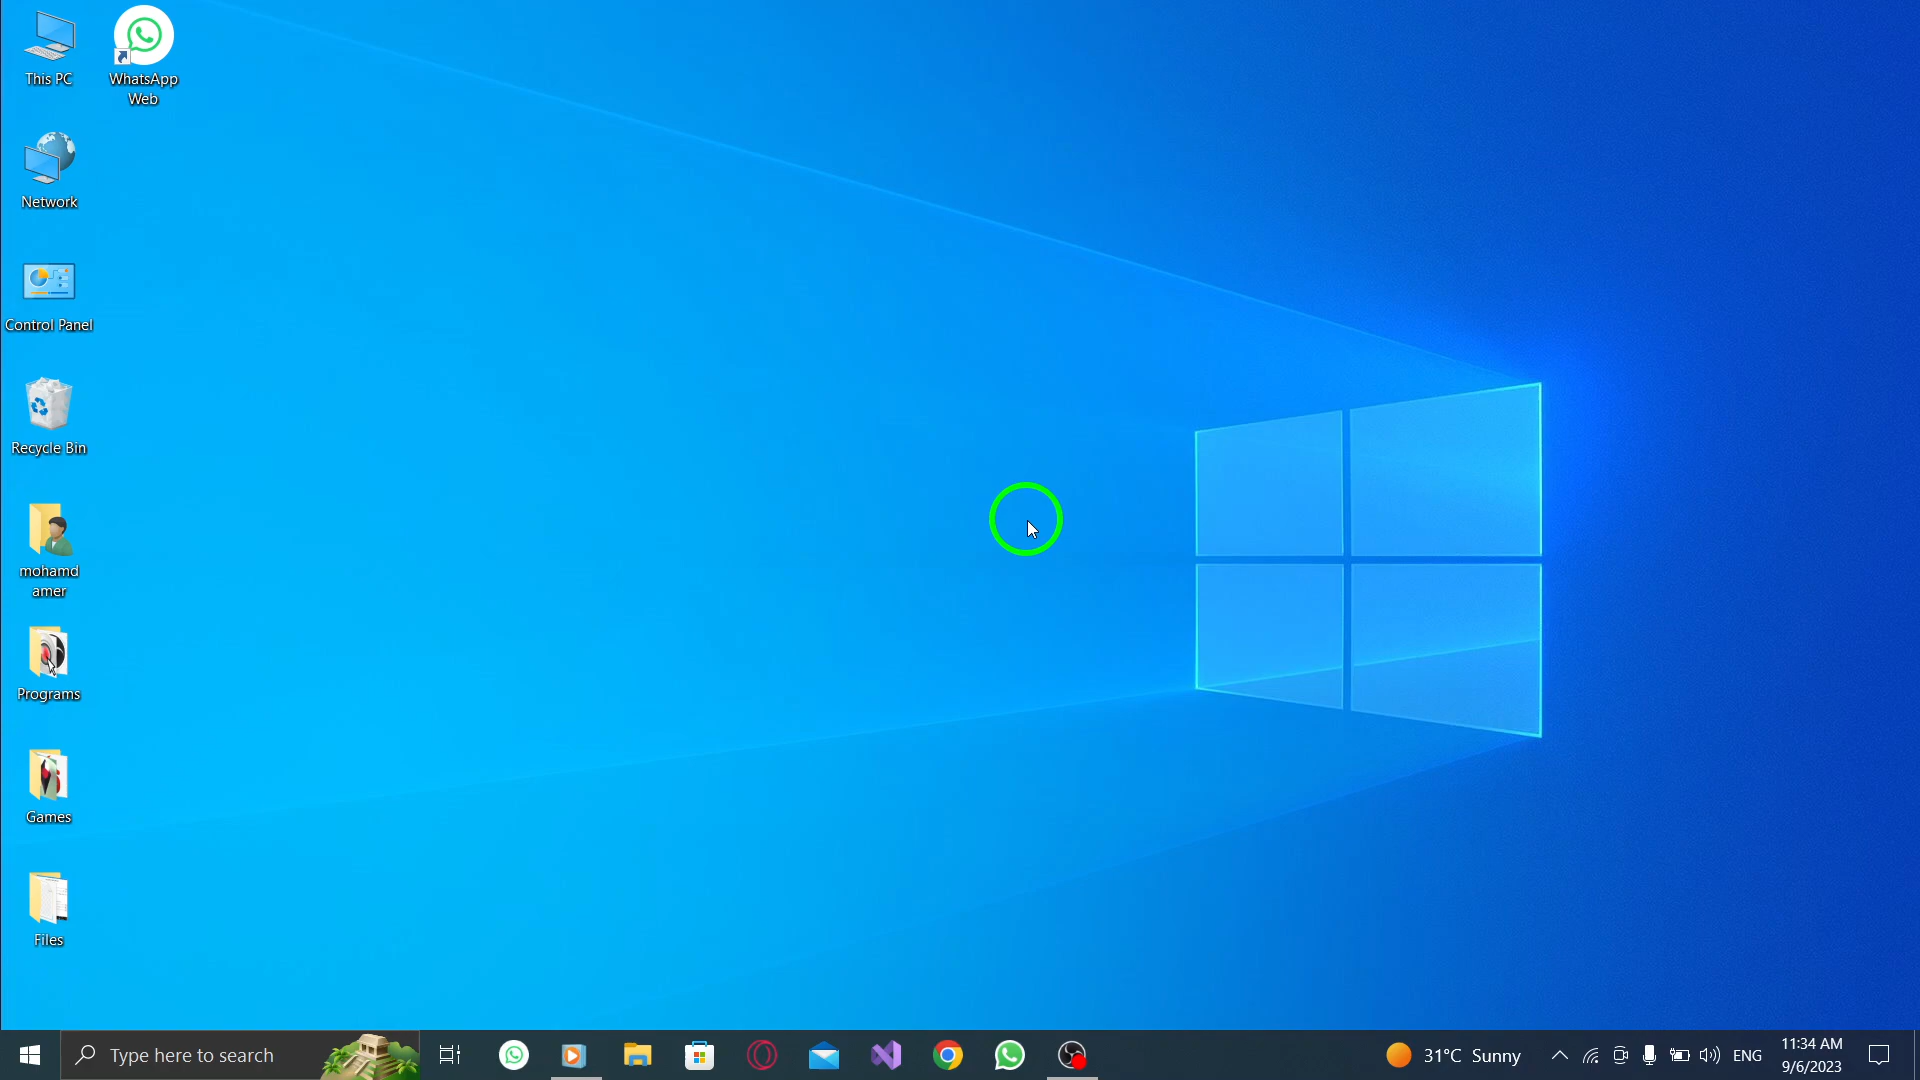 This PC
WhatsApp
Web
Network
Control Panel
Recycle Bin
mohamd
amer
Programs
Games
Files
Type here to search
31°C Sunny
ENG
11:34 AM
9/6/2023